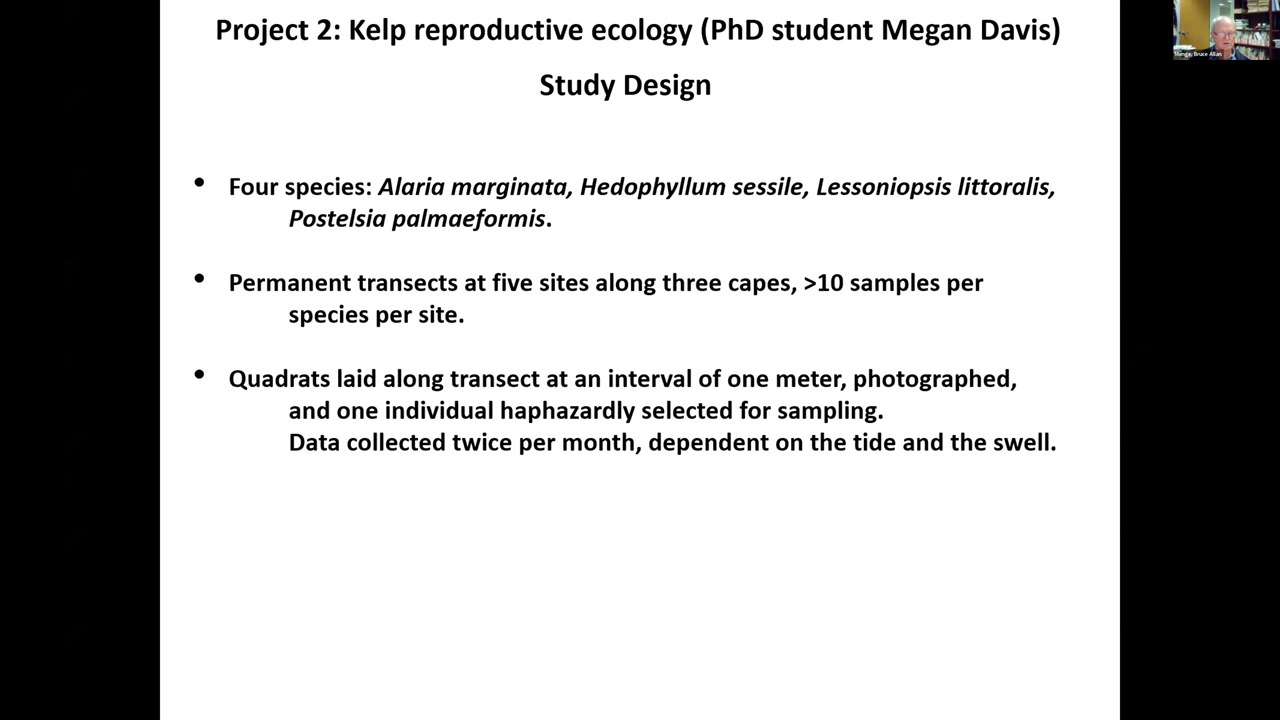 Project 2: Kelp reproductive ecology (PhD student Megan Davis)
Study Design
Menge, Bruce Allan
• Four species: Alaria marginata, Hedophyllum sessile, Lessoniopsis littoralis,
Postelsia palmaeformis.
• Permanent transects at five sites along three capes, >10 samples per
species per site.
• Quadrats laid along transect at an interval of one meter, photographed,
and one individual haphazardly selected for sampling.
Data collected twice per month, dependent on the tide and the swell.